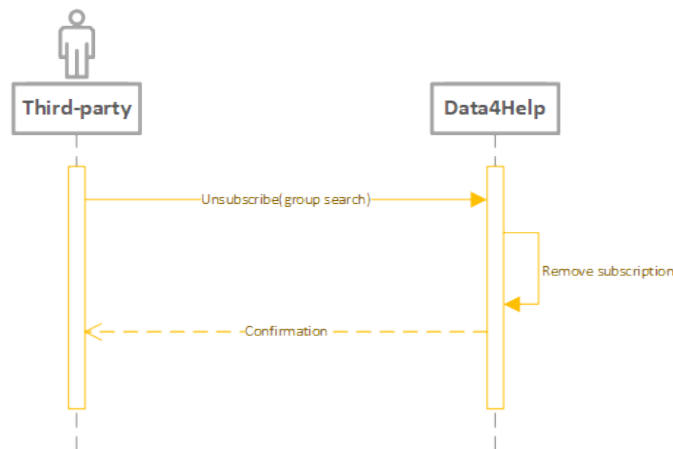 Third-party
Data4Help
Unsubscribe(group search)
Remove subscription
Confirmation